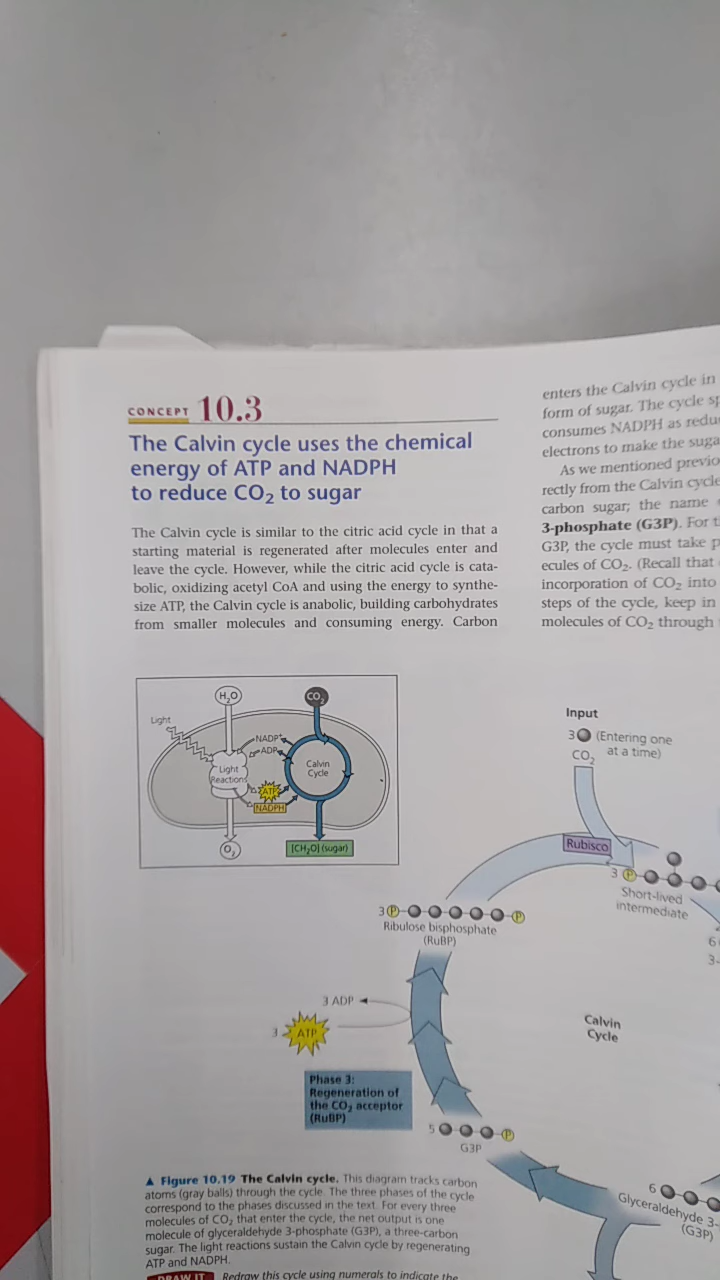 CONCEPT 10.3
The Calvin cycle uses the chemical
energy of ATP and NADPH
to reduce CO₂ to sugar
The Calvin cycle is similar to the citric acid cycle in that a
starting material is regenerated after molecules enter and
leave the cycle. However, while the citric acid cycle is cata-
bolic, oxidizing acetyl CoA and using the energy to synthe-
size ATP, the Calvin cycle is anabolic, building carbohydrates
from smaller molecules and consuming energy. Carbon
enters the Calvin cycle in
form of sugar. The cycle sp
consumes NADPH as redu
electrons to make the suga
As we mentioned previo
rectly from the Calvin cycle
carbon sugar; the name
3-phosphate (G3P). For t
G3P, the cycle must take p
ecules of CO₂. (Recall that
incorporation of CO₂ into
steps of the cycle, keep in
molecules of CO₂ through
H₂O
CO₂
Light
NADP⁺
ADP
Light
Reactions
Calvin
Cycle
ATP
NADPH
O₂
[CH₂O] (sugar)
Input
3 (Entering one
CO₂ at a time)
Rubisco
3 P
Short-lived
intermediate
3 P P
Ribulose bisphosphate
(RuBP)
6
3-
3 ADP
3 ATP
Calvin
Cycle
Phase 3:
Regeneration of
the CO₂ acceptor
(RuBP)
5 P
G3P
6
Glyceraldehyde 3-
(G3P)
▲ Figure 10.19 The Calvin cycle. This diagram tracks carbon
atoms (gray balls) through the cycle. The three phases of the cycle
correspond to the phases discussed in the text. For every three
molecules of CO₂ that enter the cycle, the net output is one
molecule of glyceraldehyde 3-phosphate (G3P), a three-carbon
sugar. The light reactions sustain the Calvin cycle by regenerating
ATP and NADPH.
DRAW IT Redraw this cycle using numerals to indicate the